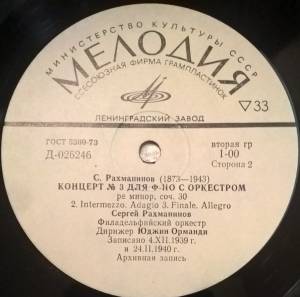 МИНИСТЕРСТВО КУЛЬТУРЫ СССР
МЕЛОДИЯ
ВСЕСОЮЗНАЯ ФИРМА ГРАМПЛАСТИНОК
ЛЕНИНГРАДСКИЙ ЗАВОД
▽33
ГОСТ 5289-73
Д-026246
вторая гр
1-00
Сторона 2
С. Рахманинов (1873—1943)
КОНЦЕРТ № 3 ДЛЯ Ф-НО С ОРКЕСТРОМ
ре минор, соч. 30
2. Intermezzo. Adagio 3. Finale. Allegro
Сергей Рахманинов
Филадельфийский оркестр
Дирижер Юджин Орманди
Записано 4.XII.1939 г.
и 24.II.1940 г.
Архивная запись